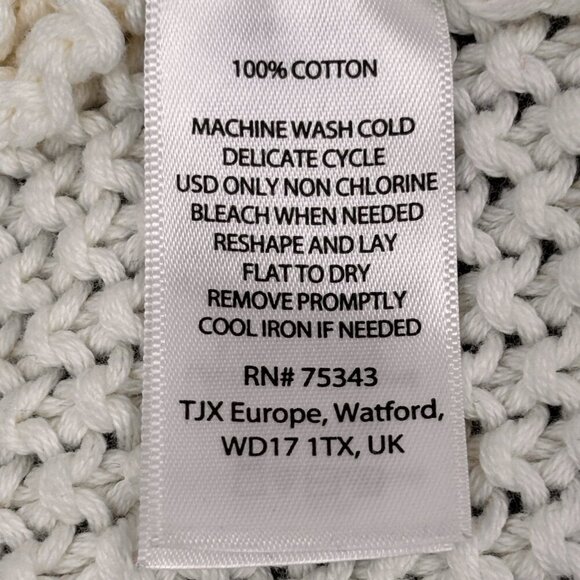 100% COTTON
MACHINE WASH COLD
DELICATE CYCLE
USD ONLY NON CHLORINE
BLEACH WHEN NEEDED
RESHAPE AND LAY
FLAT TO DRY
REMOVE PROMPTLY
COOL IRON IF NEEDED
RN# 75343
TJX Europe, Watford,
WD17 1TX, UK